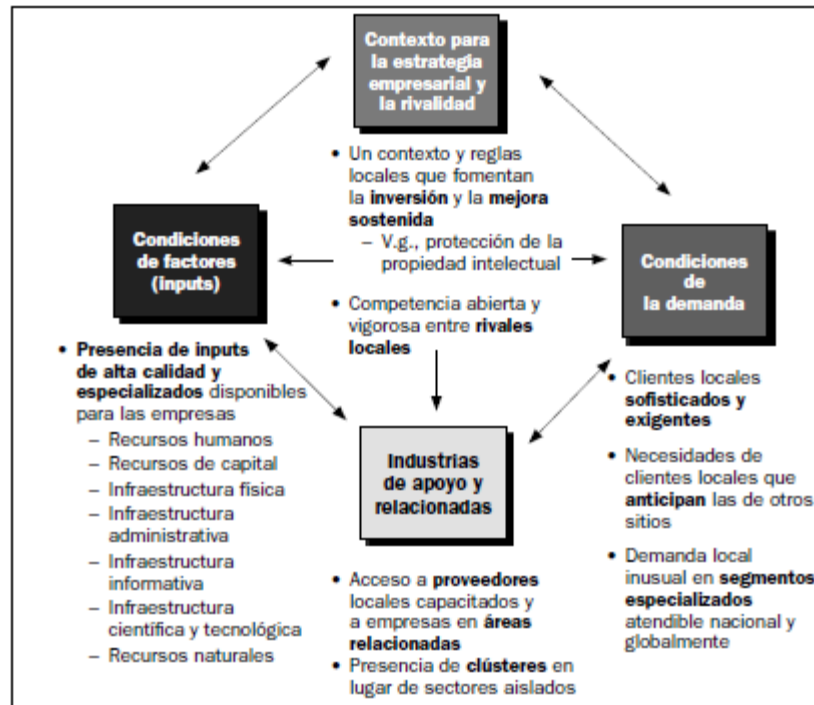 Contexto para
la estrategia
empresarial y
la rivalidad
• Un contexto y reglas
locales que fomentan
la inversión y la mejora
sostenida
– V.g., protección de la
propiedad intelectual
• Competencia abierta y
vigorosa entre rivales
locales
Condiciones
de factores
(inputs)
• Presencia de inputs
de alta calidad y
especializados disponibles
para las empresas
– Recursos humanos
– Recursos de capital
– Infraestructura física
– Infraestructura
administrativa
– Infraestructura
informativa
– Infraestructura
científica y tecnológica
– Recursos naturales
Condiciones
de
la demanda
• Clientes locales
sofisticados y
exigentes
• Necesidades de
clientes locales que
anticipan las de otros
sitios
• Demanda local
inusual en segmentos
especializados
atendible nacional y
globalmente
Industrias
de apoyo y
relacionadas
• Acceso a proveedores
locales capacitados y
a empresas en áreas
relacionadas
• Presencia de clústeres en
lugar de sectores aislados